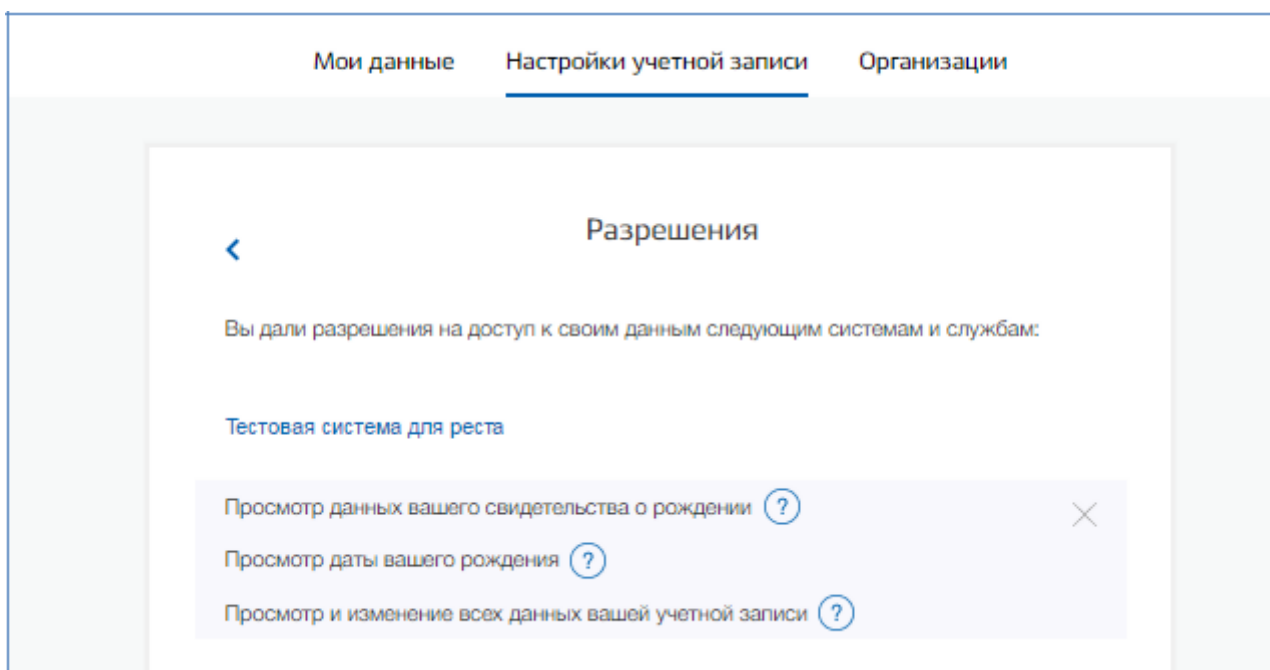 Мои данные Настройки учетной записи Организации
Разрешения
Вы дали разрешения на доступ к своим данным следующим системам и службам:
Тестовая система для реста
Просмотр данных вашего свидетельства о рождении ?
Просмотр даты вашего рождения ?
Просмотр и изменение всех данных вашей учетной записи ?